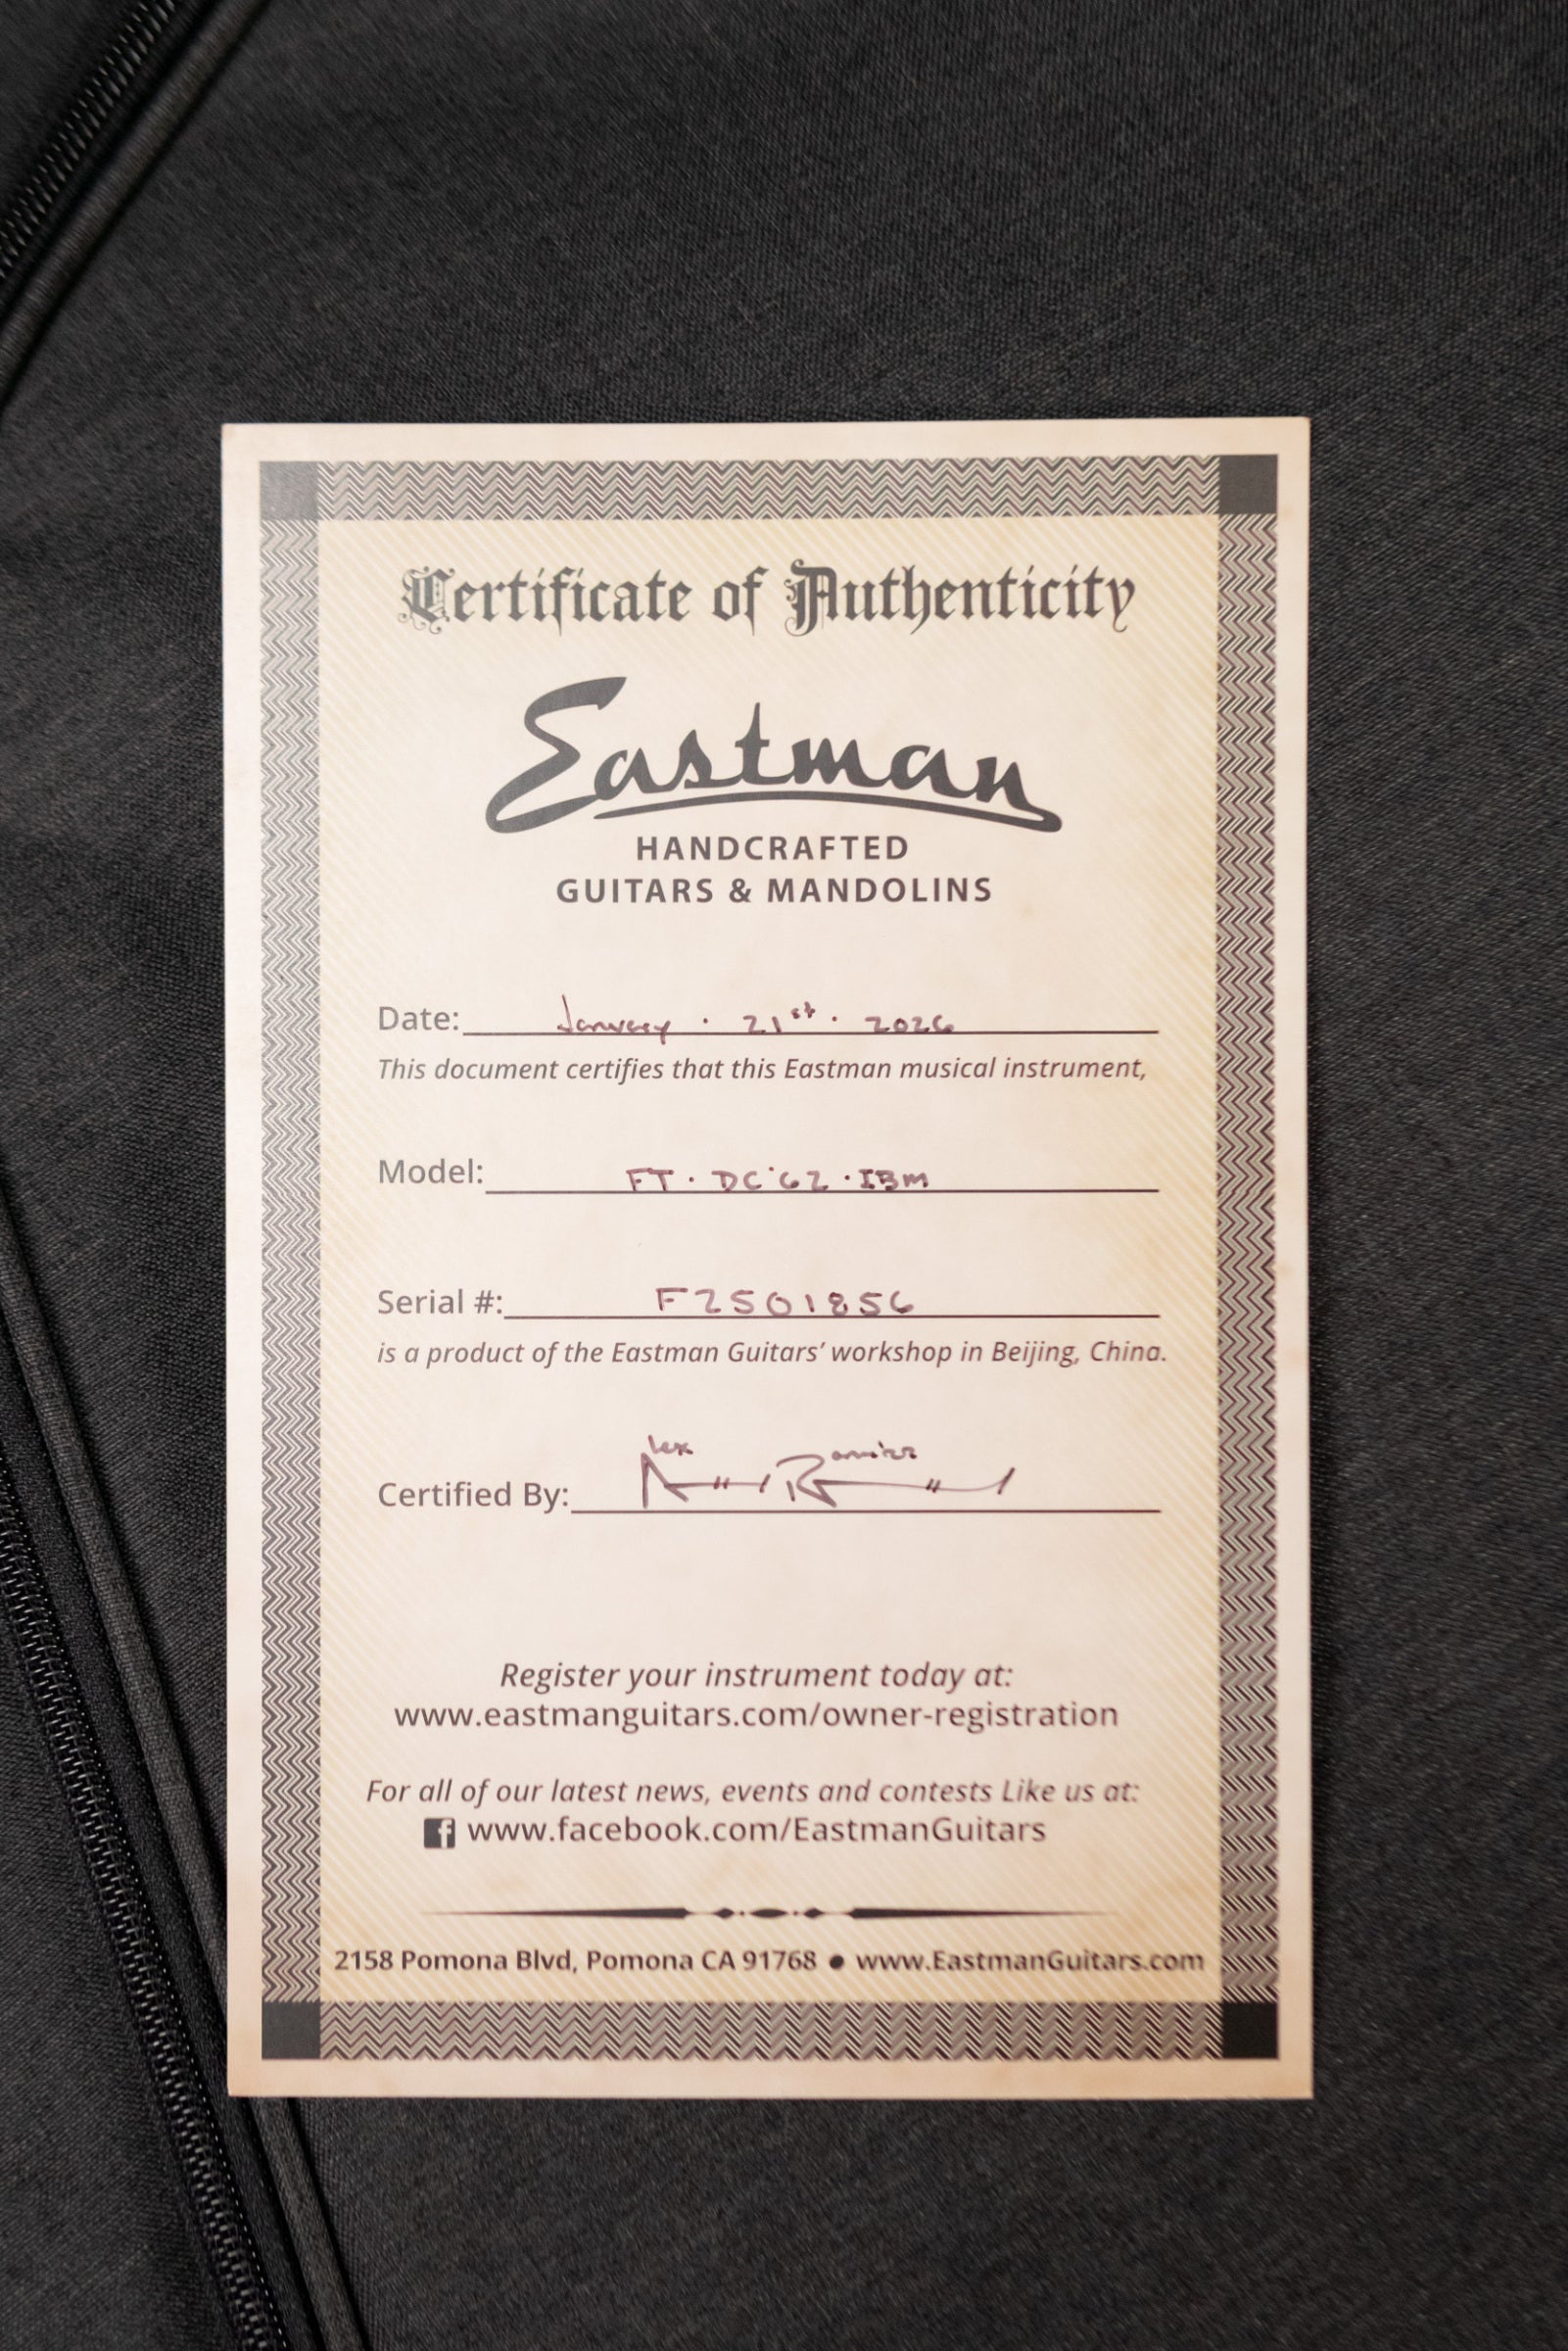 Certificate of Authenticity
Eastman
HANDCRAFTED
GUITARS & MANDOLINS
Date: January · 21st · 2026
This document certifies that this Eastman musical instrument,
Model: FT · DC'62 · IBM
Serial #: F2501856
is a product of the Eastman Guitars' workshop in Beijing, China.
Certified By: Alex Ramirez
Register your instrument today at:
www.eastmanguitars.com/owner-registration
For all of our latest news, events and contests Like us at:
f www.facebook.com/EastmanGuitars
2158 Pomona Blvd, Pomona CA 91768 ● www.EastmanGuitars.com